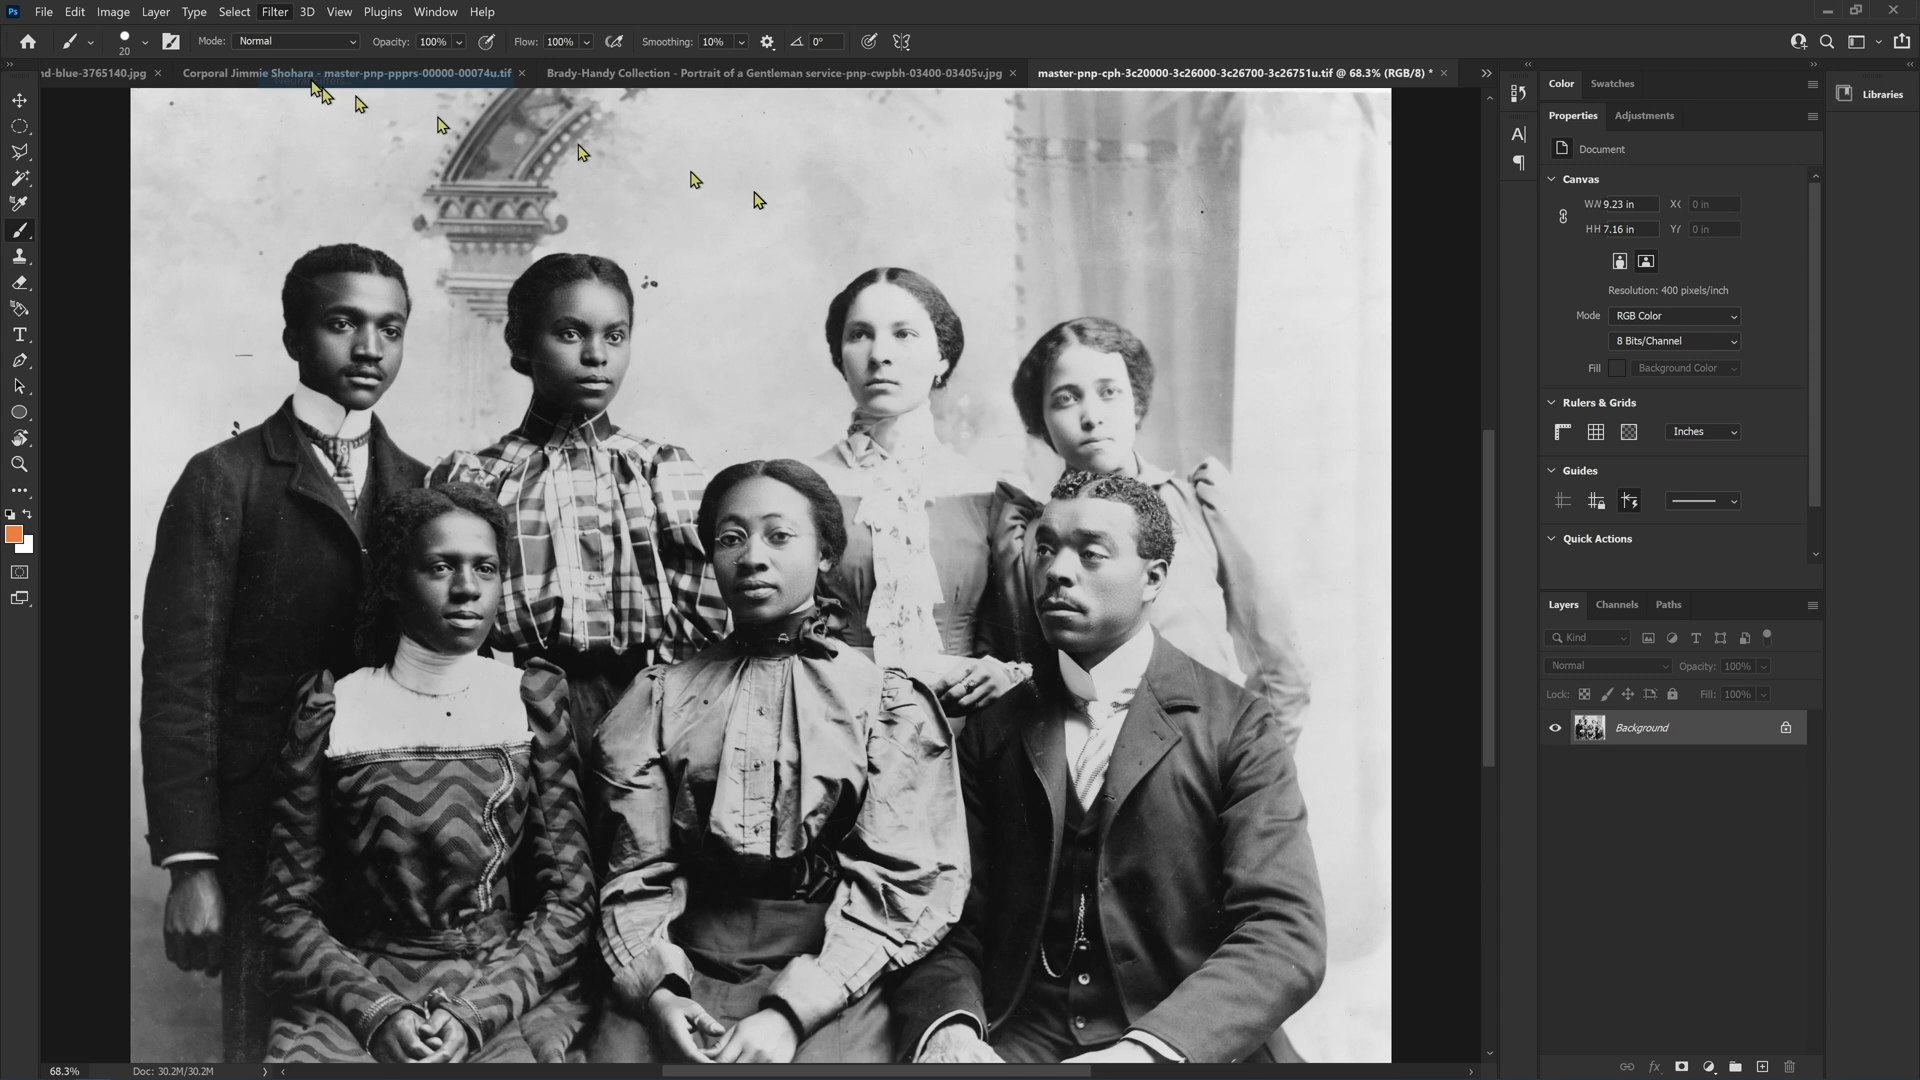 Ps File Edit Image Layer Type Select Filter 3D View Plugins Window Help
20 Mode: Normal Opacity: 100% Flow: 100% Smoothing: 10% 0°
nd-blue-3765140.jpg × Corporal Jimmie Shohara - master-pnp-ppprs-00000-00074u.tif × Brady-Handy Collection - Portrait of a Gentleman service-pnp-cwpbh-03400-03405v.jpg × master-pnp-cph-3c20000-3c26000-3c26700-3c26751u.tif @ 68.3% (RGB/8) * ×
Color Swatches
Libraries
Properties Adjustments
Document
Canvas
9.23 in 0 in
7.16 in 0 in
Resolution: 400 pixels/inch
Mode RGB Color
8 Bits/Channel
Fill Background Color
Rulers & Grids
Inches
Guides
Quick Actions
Layers Channels Paths
Kind
Normal Opacity: 100%
Lock: Fill: 100%
Background
68.3% Doc: 30.2M/30.2M